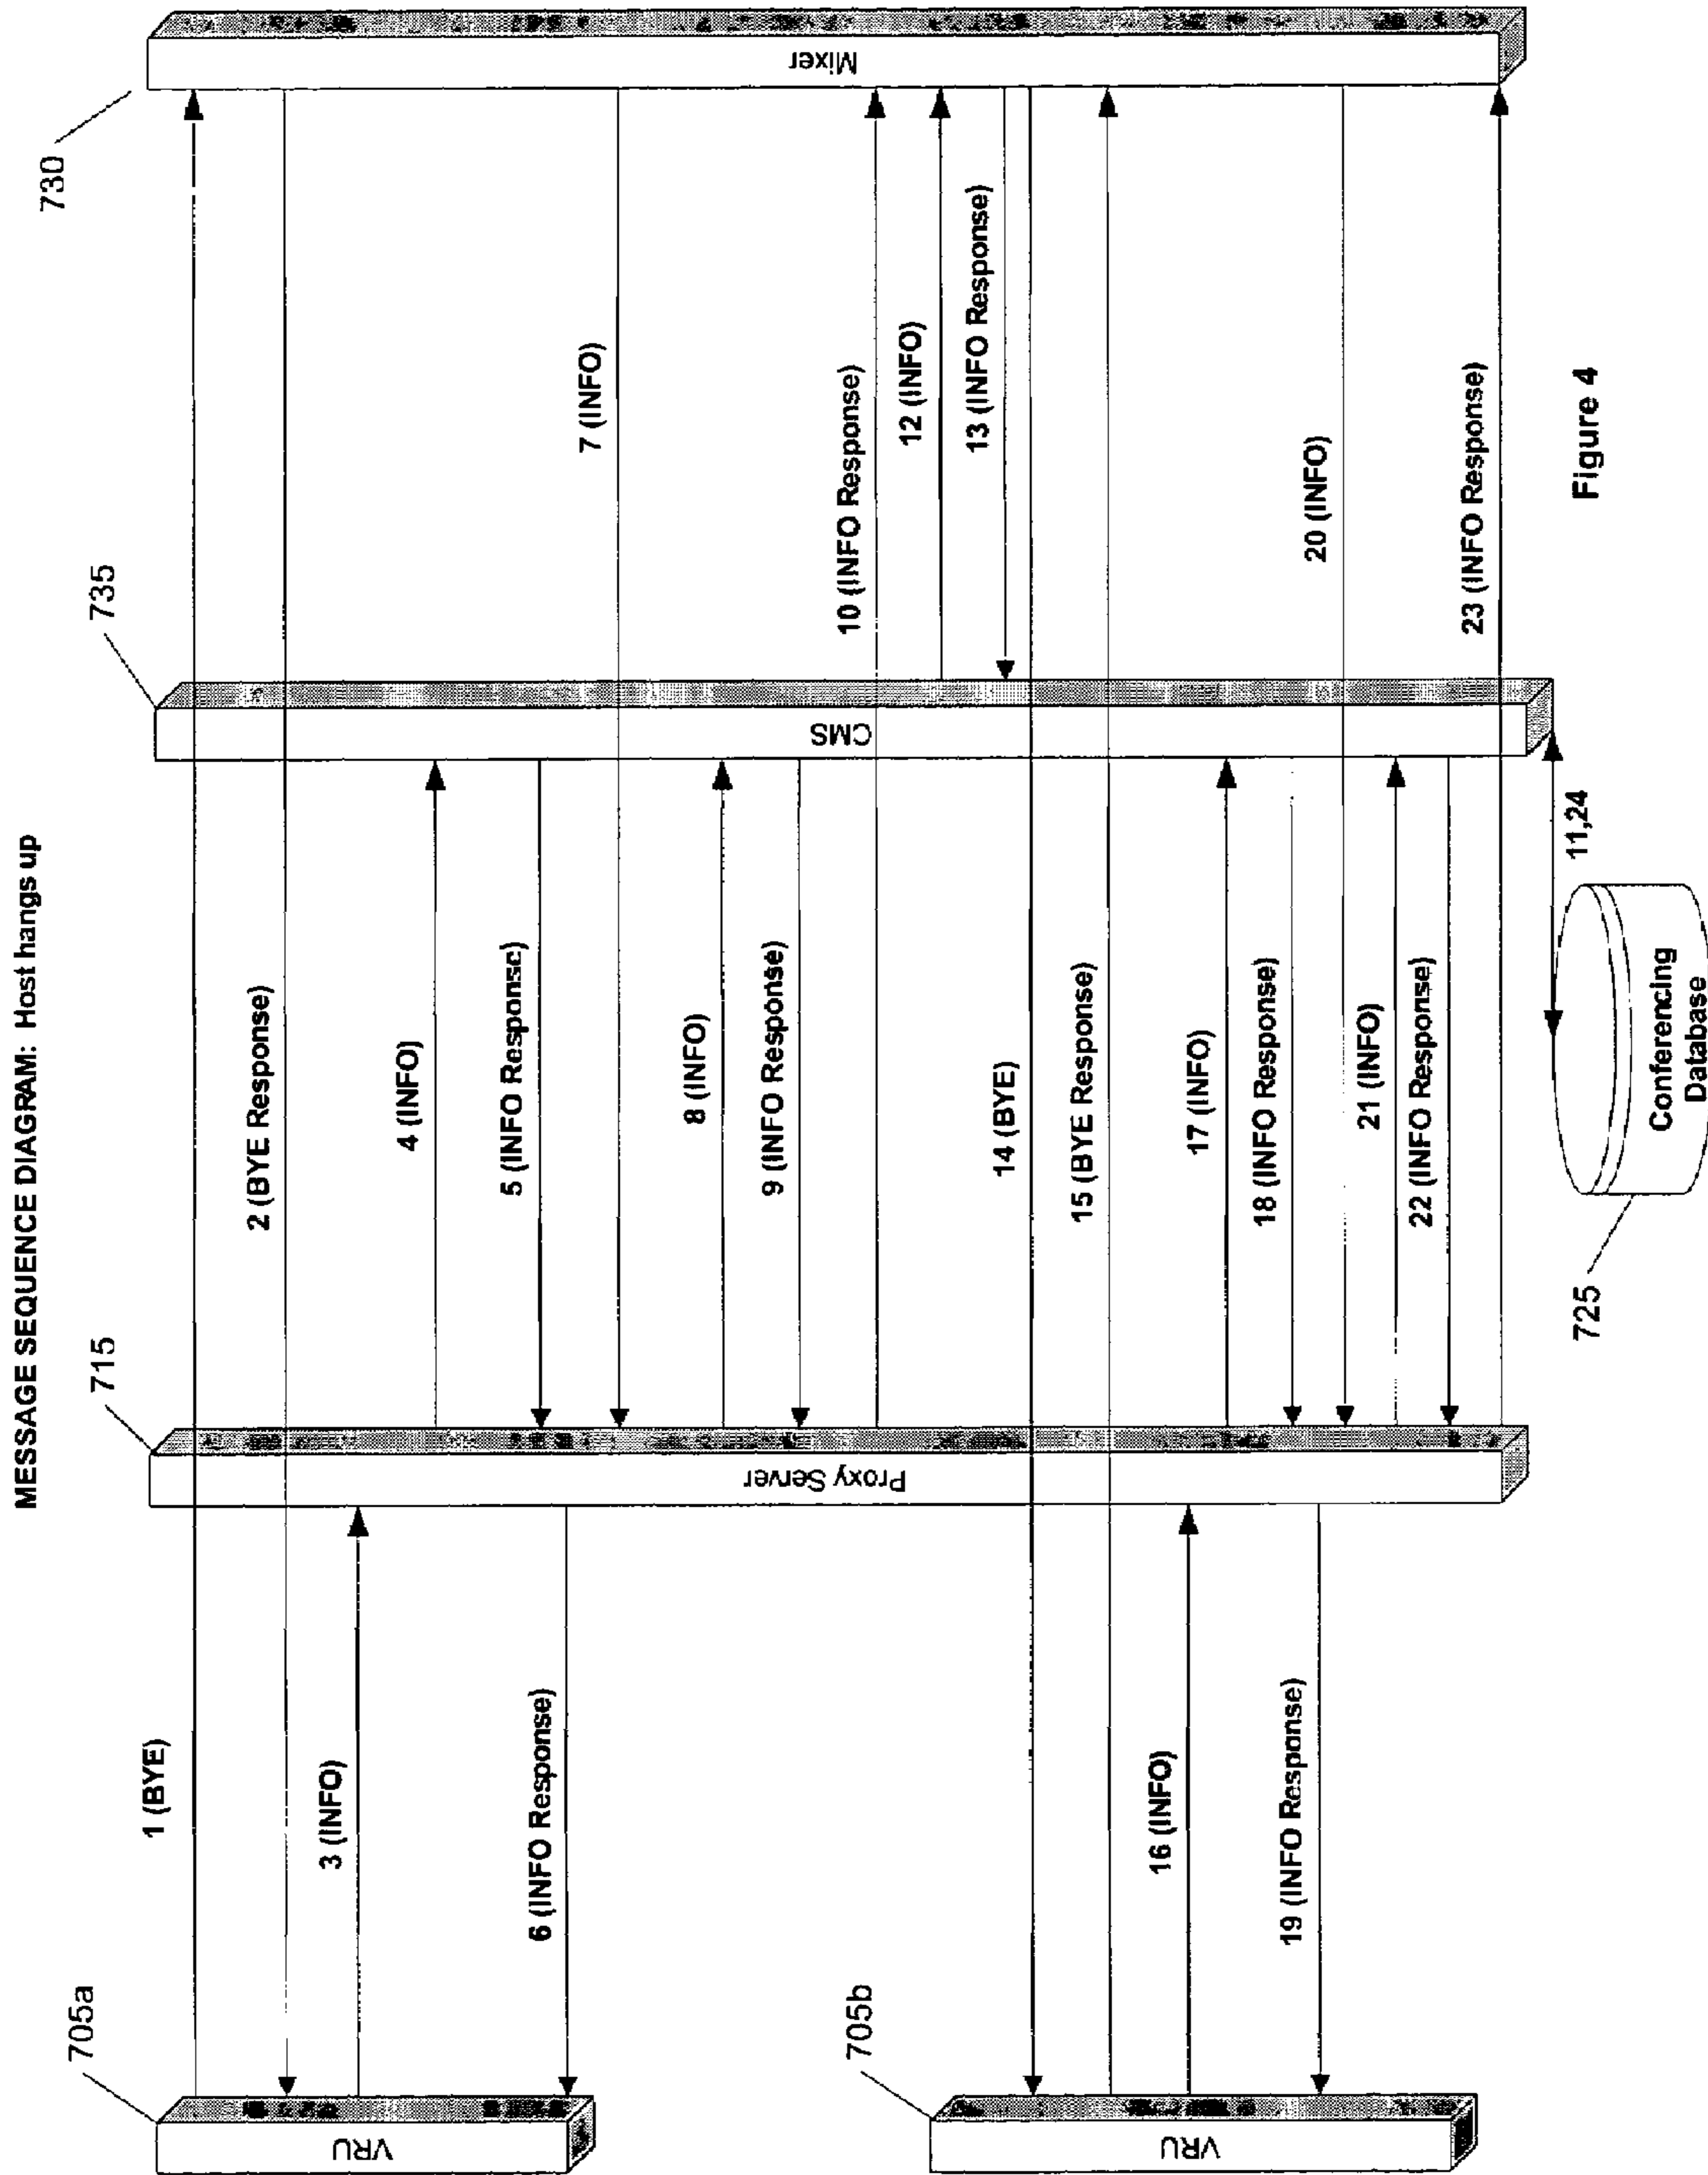 MESSAGE SEQUENCE DIAGRAM: Host hangs up
705a
715
735
730
VRU
Proxy Server
CMS
Mixer
1 (BYE)
2 (BYE Response)
3 (INFO)
4 (INFO)
5 (INFO Response)
6 (INFO Response)
7 (INFO)
8 (INFO)
9 (INFO Response)
10 (INFO Response)
12 (INFO)
13 (INFO Response)
705b
VRU
14 (BYE)
15 (BYE Response)
16 (INFO)
17 (INFO)
18 (INFO Response)
19 (INFO Response)
20 (INFO)
21 (INFO)
22 (INFO Response)
23 (INFO Response)
11,24
725
Conferencing
Database
Figure 4